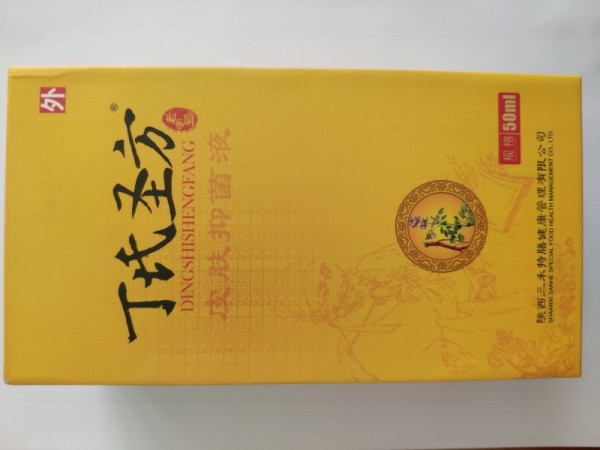 外
丁氏圣方®
DINGSHISHENGFANG
皮肤抑菌液
规格 50ml
陕西三禾特膳健康管理有限公司
SHAANXI SANHE SPECIAL FOOD HEALTH MANAGEMENT CO., LTD.